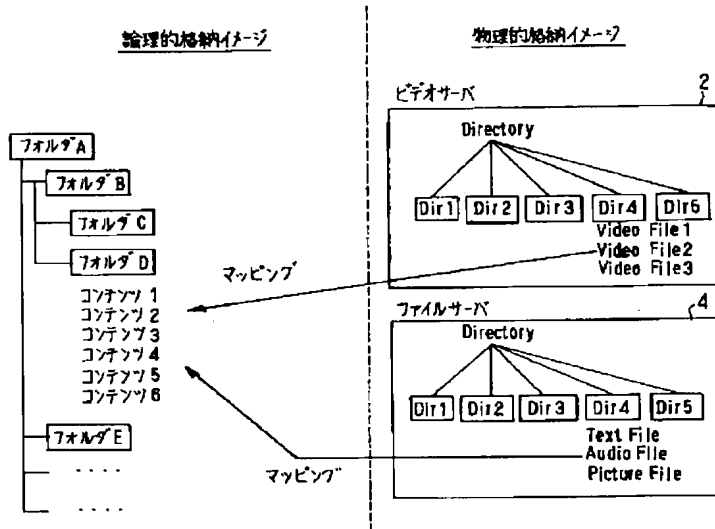 論理的格納イメージ
フォルダA
フォルダB
フォルダC
フォルダD
コンテンツ1
コンテンツ2
コンテンツ3
コンテンツ4
コンテンツ5
コンテンツ6
フォルダE
‥‥
‥‥
マッピング
マッピング
物理的格納イメージ
ビデオサーバ
2
Directory
Dir1 Dir2 Dir3 Dir4 Dir5
Video File1
Video File2
Video File3
ファイルサーバ
4
Directory
Dir1 Dir2 Dir3 Dir4 Dir5
Text File
Audio File
Picture File